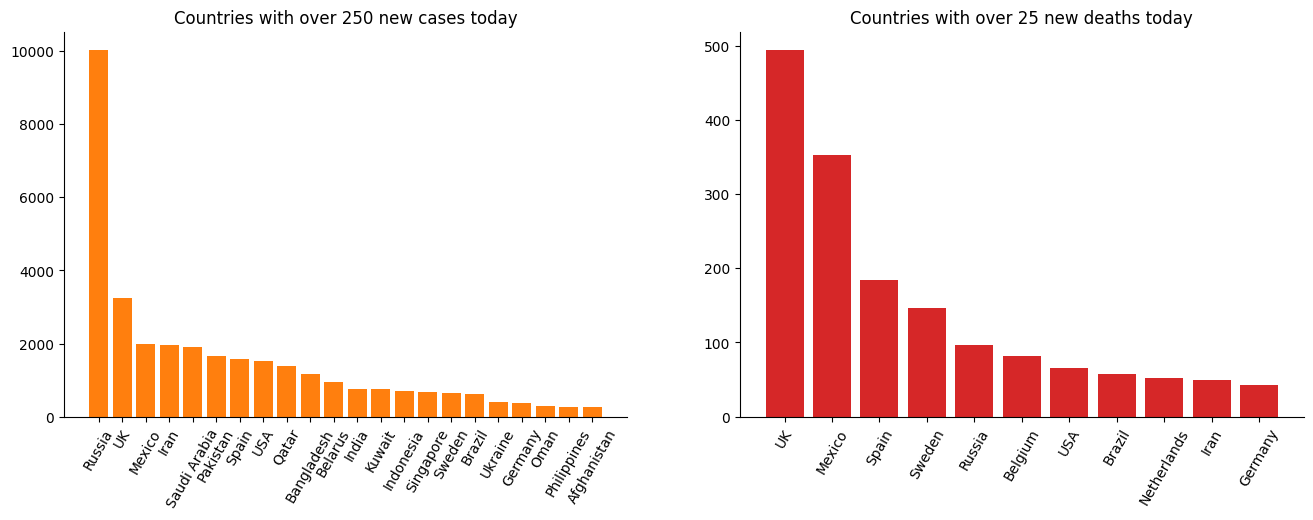 Countries with over 250 new cases today
10000
8000
6000
4000
2000
0
Russia
UK
Mexico
Iran
Saudi Arabia
Pakistan
Spain
USA
Qatar
Bangladesh
Belarus
India
Kuwait
Indonesia
Singapore
Sweden
Brazil
Ukraine
Germany
Oman
Philippines
Afghanistan
Countries with over 25 new deaths today
500
400
300
200
100
0
UK
Mexico
Spain
Sweden
Russia
Belgium
USA
Brazil
Netherlands
Iran
Germany